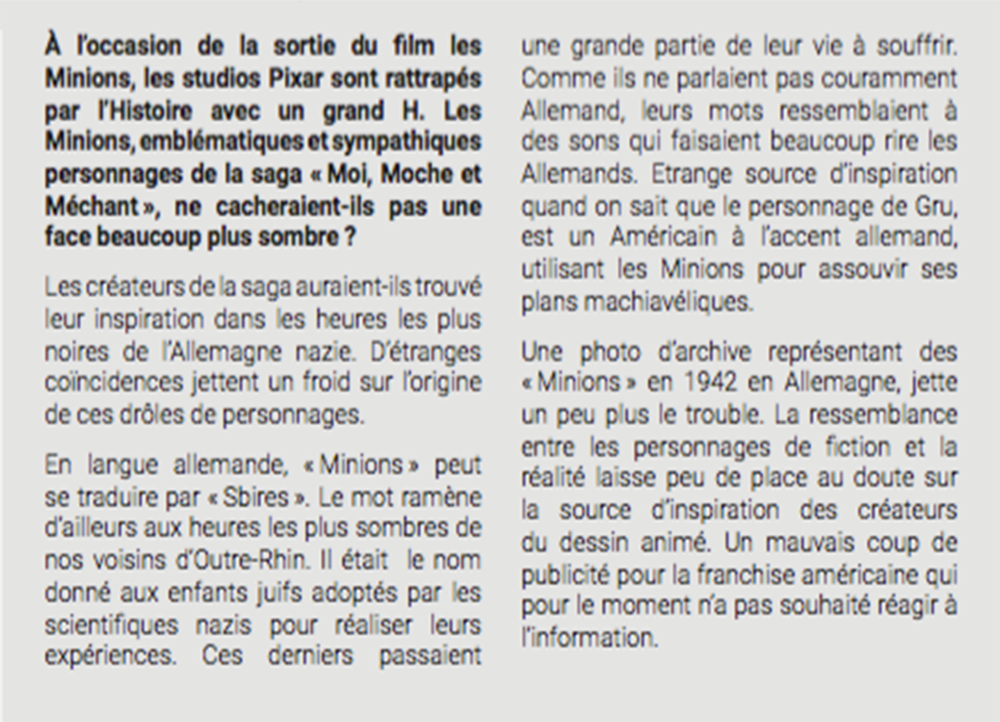 À l'occasion de la sortie du film les
Minions, les studios Pixar sont rattrapés
par l'Histoire avec un grand H. Les
Minions, emblématiques et sympathiques
personnages de la saga « Moi, Moche et
Méchant », ne cacheraient-ils pas une
face beaucoup plus sombre ?
Les créateurs de la saga auraient-ils trouvé
leur inspiration dans les heures les plus
noires de l'Allemagne nazie. D'étranges
coïncidences jettent un froid sur l'origine
de ces drôles de personnages.
En langue allemande, « Minions » peut
se traduire par « Sbires ». Le mot ramène
d'ailleurs aux heures les plus sombres de
nos voisins d'Outre-Rhin. Il était le nom
donné aux enfants juifs adoptés par les
scientifiques nazis pour réaliser leurs
expériences. Ces derniers passaient
une grande partie de leur vie à souffrir.
Comme ils ne parlaient pas couramment
Allemand, leurs mots ressemblaient à
des sons qui faisaient beaucoup rire les
Allemands. Etrange source d'inspiration
quand on sait que le personnage de Gru,
est un Américain à l'accent allemand,
utilisant les Minions pour assouvir ses
plans machiavéliques.
Une photo d'archive représentant des
« Minions » en 1942 en Allemagne, jette
un peu plus le trouble. La ressemblance
entre les personnages de fiction et la
réalité laisse peu de place au doute sur
la source d'inspiration des créateurs
du dessin animé. Un mauvais coup de
publicité pour la franchise américaine qui
pour le moment n'a pas souhaité réagir à
l'information.